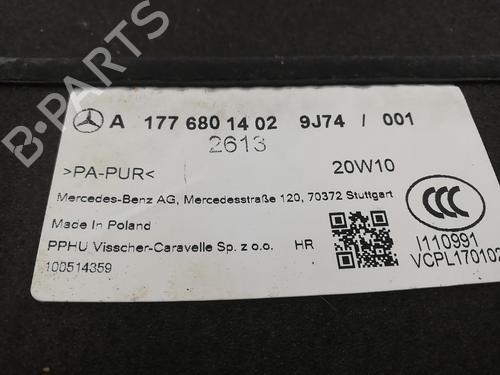 B-PARTS
A 177 680 14 02 9J74 / 001
2613
>PA-PUR< 20W10
Mercedes-Benz AG, Mercedesstraße 120, 70372 Stuttgart
Made In Poland
PPHU Visscher-Caravelle Sp. z o.o. HR
100514359
CCC
I110991
VCPL170102